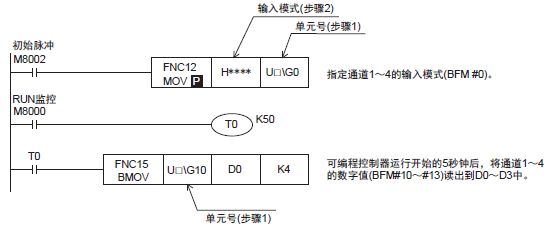 输入模式(步骤2)
单元号(步骤1)
初始脉冲
M8002
FNC12
MOV P
H****
U□\G0
指定通道1～4的输入模式(BFM #0)。
RUN监控
M8000
T0
K50
T0
FNC15
BMOV
U□\G10
D0
K4
可编程控制器运行开始的5秒钟后，将通道1～4
的数字值(BFM#10～#13)读出到D0～D3中。
单元号(步骤1)